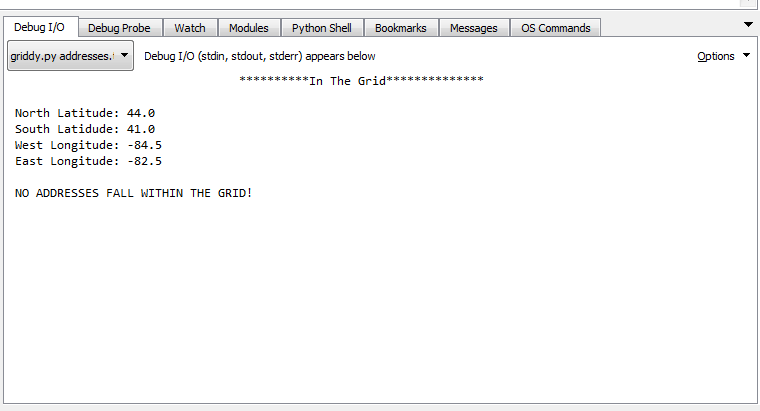 Debug I/O Debug Probe Watch Modules Python Shell Bookmarks Messages OS Commands
griddy.py addresses. Debug I/O (stdin, stdout, stderr) appears below Options
**********In The Grid**************
North Latitude: 44.0
South Latidude: 41.0
West Longitude: -84.5
East Longitude: -82.5
NO ADDRESSES FALL WITHIN THE GRID!